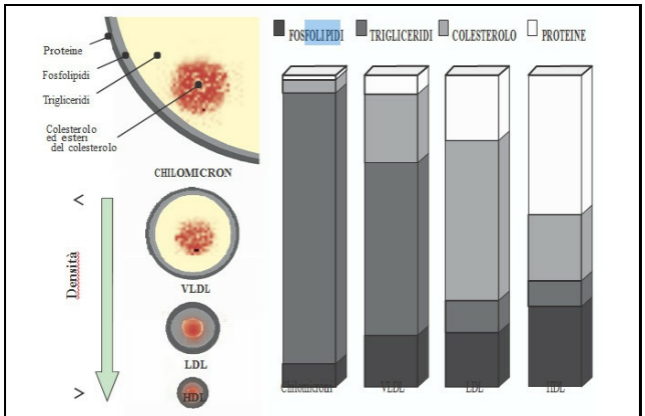 FOSFOLIPIDI TRIGLICERIDI COLESTEROLO PROTEINE
Proteine
Fosfolipidi
Trigliceridi
Colesterolo
ed esteri
del colesterolo
CHILOMICRON
<
Densità
VLDL
LDL
HDL
>
Chilomicroni VLDL LDL HDL